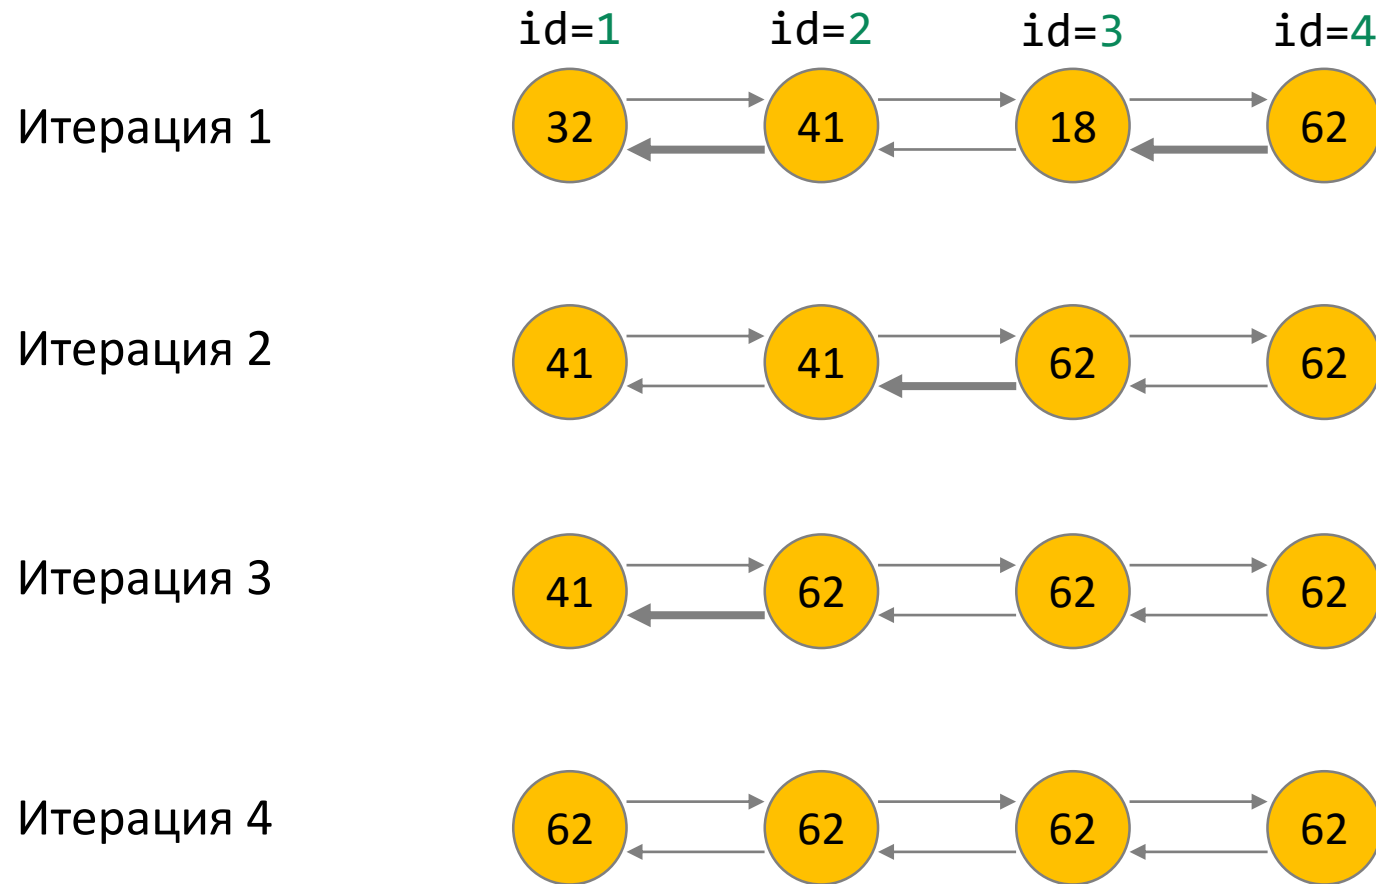 id=1 id=2 id=3 id=4
Итерация 1 32 41 18 62
Итерация 2 41 41 62 62
Итерация 3 41 62 62 62
Итерация 4 62 62 62 62